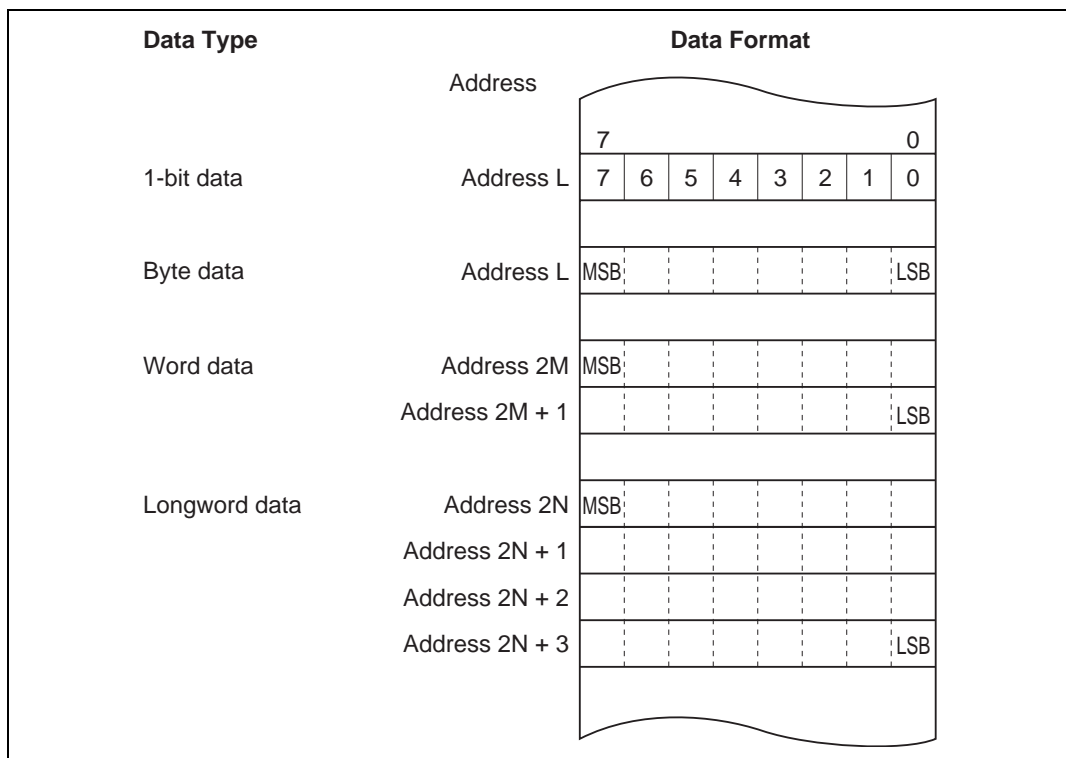 Data Type Data Format
Address
7 0
1-bit data Address L 7 6 5 4 3 2 1 0
Byte data Address L MSB LSB
Word data Address 2M MSB
Address 2M + 1 LSB
Longword data Address 2N MSB
Address 2N + 1
Address 2N + 2
Address 2N + 3 LSB